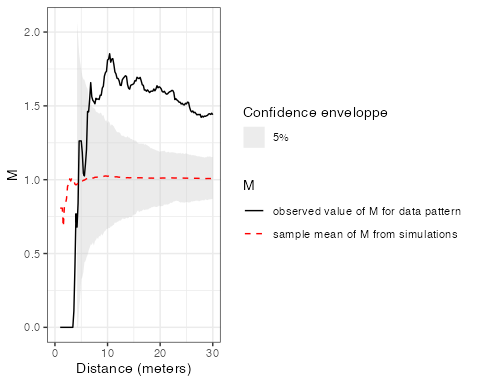 2.0
1.5
1.0
0.5
0.0
M
0
10
20
30
Distance (meters)
Confidence enveloppe
5%
M
observed value of M for data pattern
sample mean of M from simulations